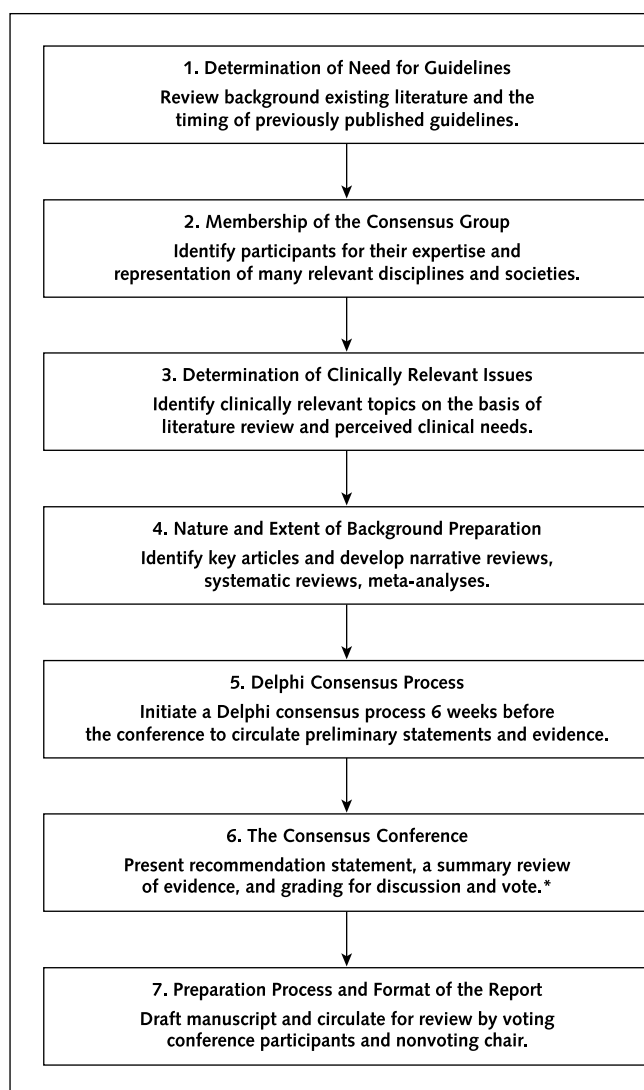 1. Determination of Need for Guidelines
Review background existing literature and the
timing of previously published guidelines.
2. Membership of the Consensus Group
Identify participants for their expertise and
representation of many relevant disciplines and societies.
3. Determination of Clinically Relevant Issues
Identify clinically relevant topics on the basis of
literature review and perceived clinical needs.
4. Nature and Extent of Background Preparation
Identify key articles and develop narrative reviews,
systematic reviews, meta-analyses.
5. Delphi Consensus Process
Initiate a Delphi consensus process 6 weeks before
the conference to circulate preliminary statements and evidence.
6. The Consensus Conference
Present recommendation statement, a summary review
of evidence, and grading for discussion and vote.*
7. Preparation Process and Format of the Report
Draft manuscript and circulate for review by voting
conference participants and nonvoting chair.